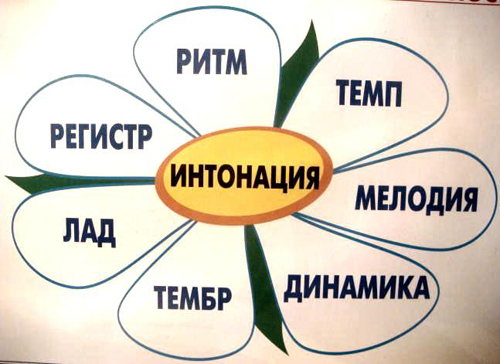 РИТМ
ТЕМП
РЕГИСТР
ИНТОНАЦИЯ
МЕЛОДИЯ
ЛАД
ТЕМБР
ДИНАМИКА